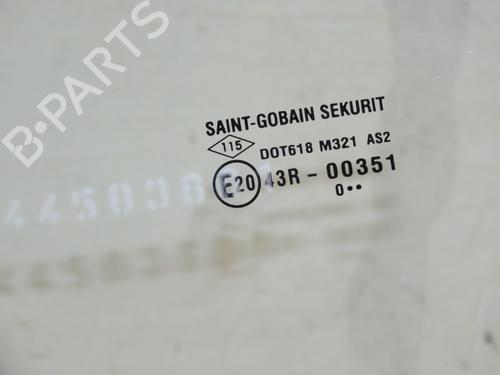 SAINT-GOBAIN SEKURIT
115 DOT618 M321 AS2
E20 43R - 00351
0••
B-PARTS